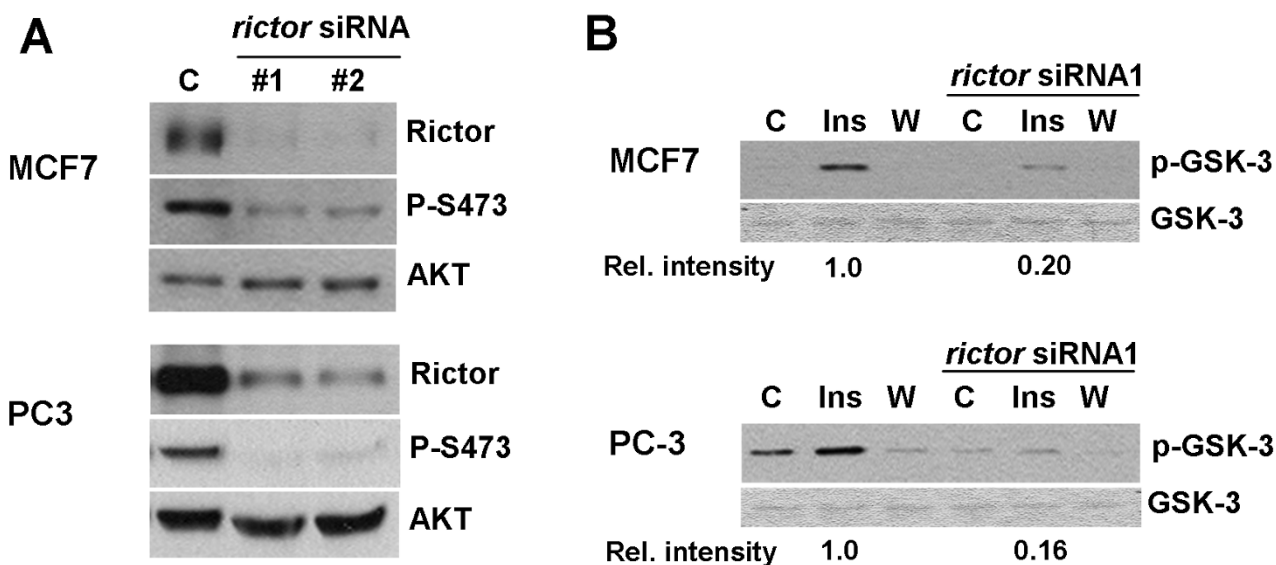 A
rictor siRNA
C #1 #2
MCF7
Rictor
P-S473
AKT
PC3
Rictor
P-S473
AKT
B
rictor siRNA1
C Ins W C Ins W
MCF7
p-GSK-3
GSK-3
Rel. intensity 1.0 0.20
rictor siRNA1
C Ins W C Ins W
PC-3
p-GSK-3
GSK-3
Rel. intensity 1.0 0.16